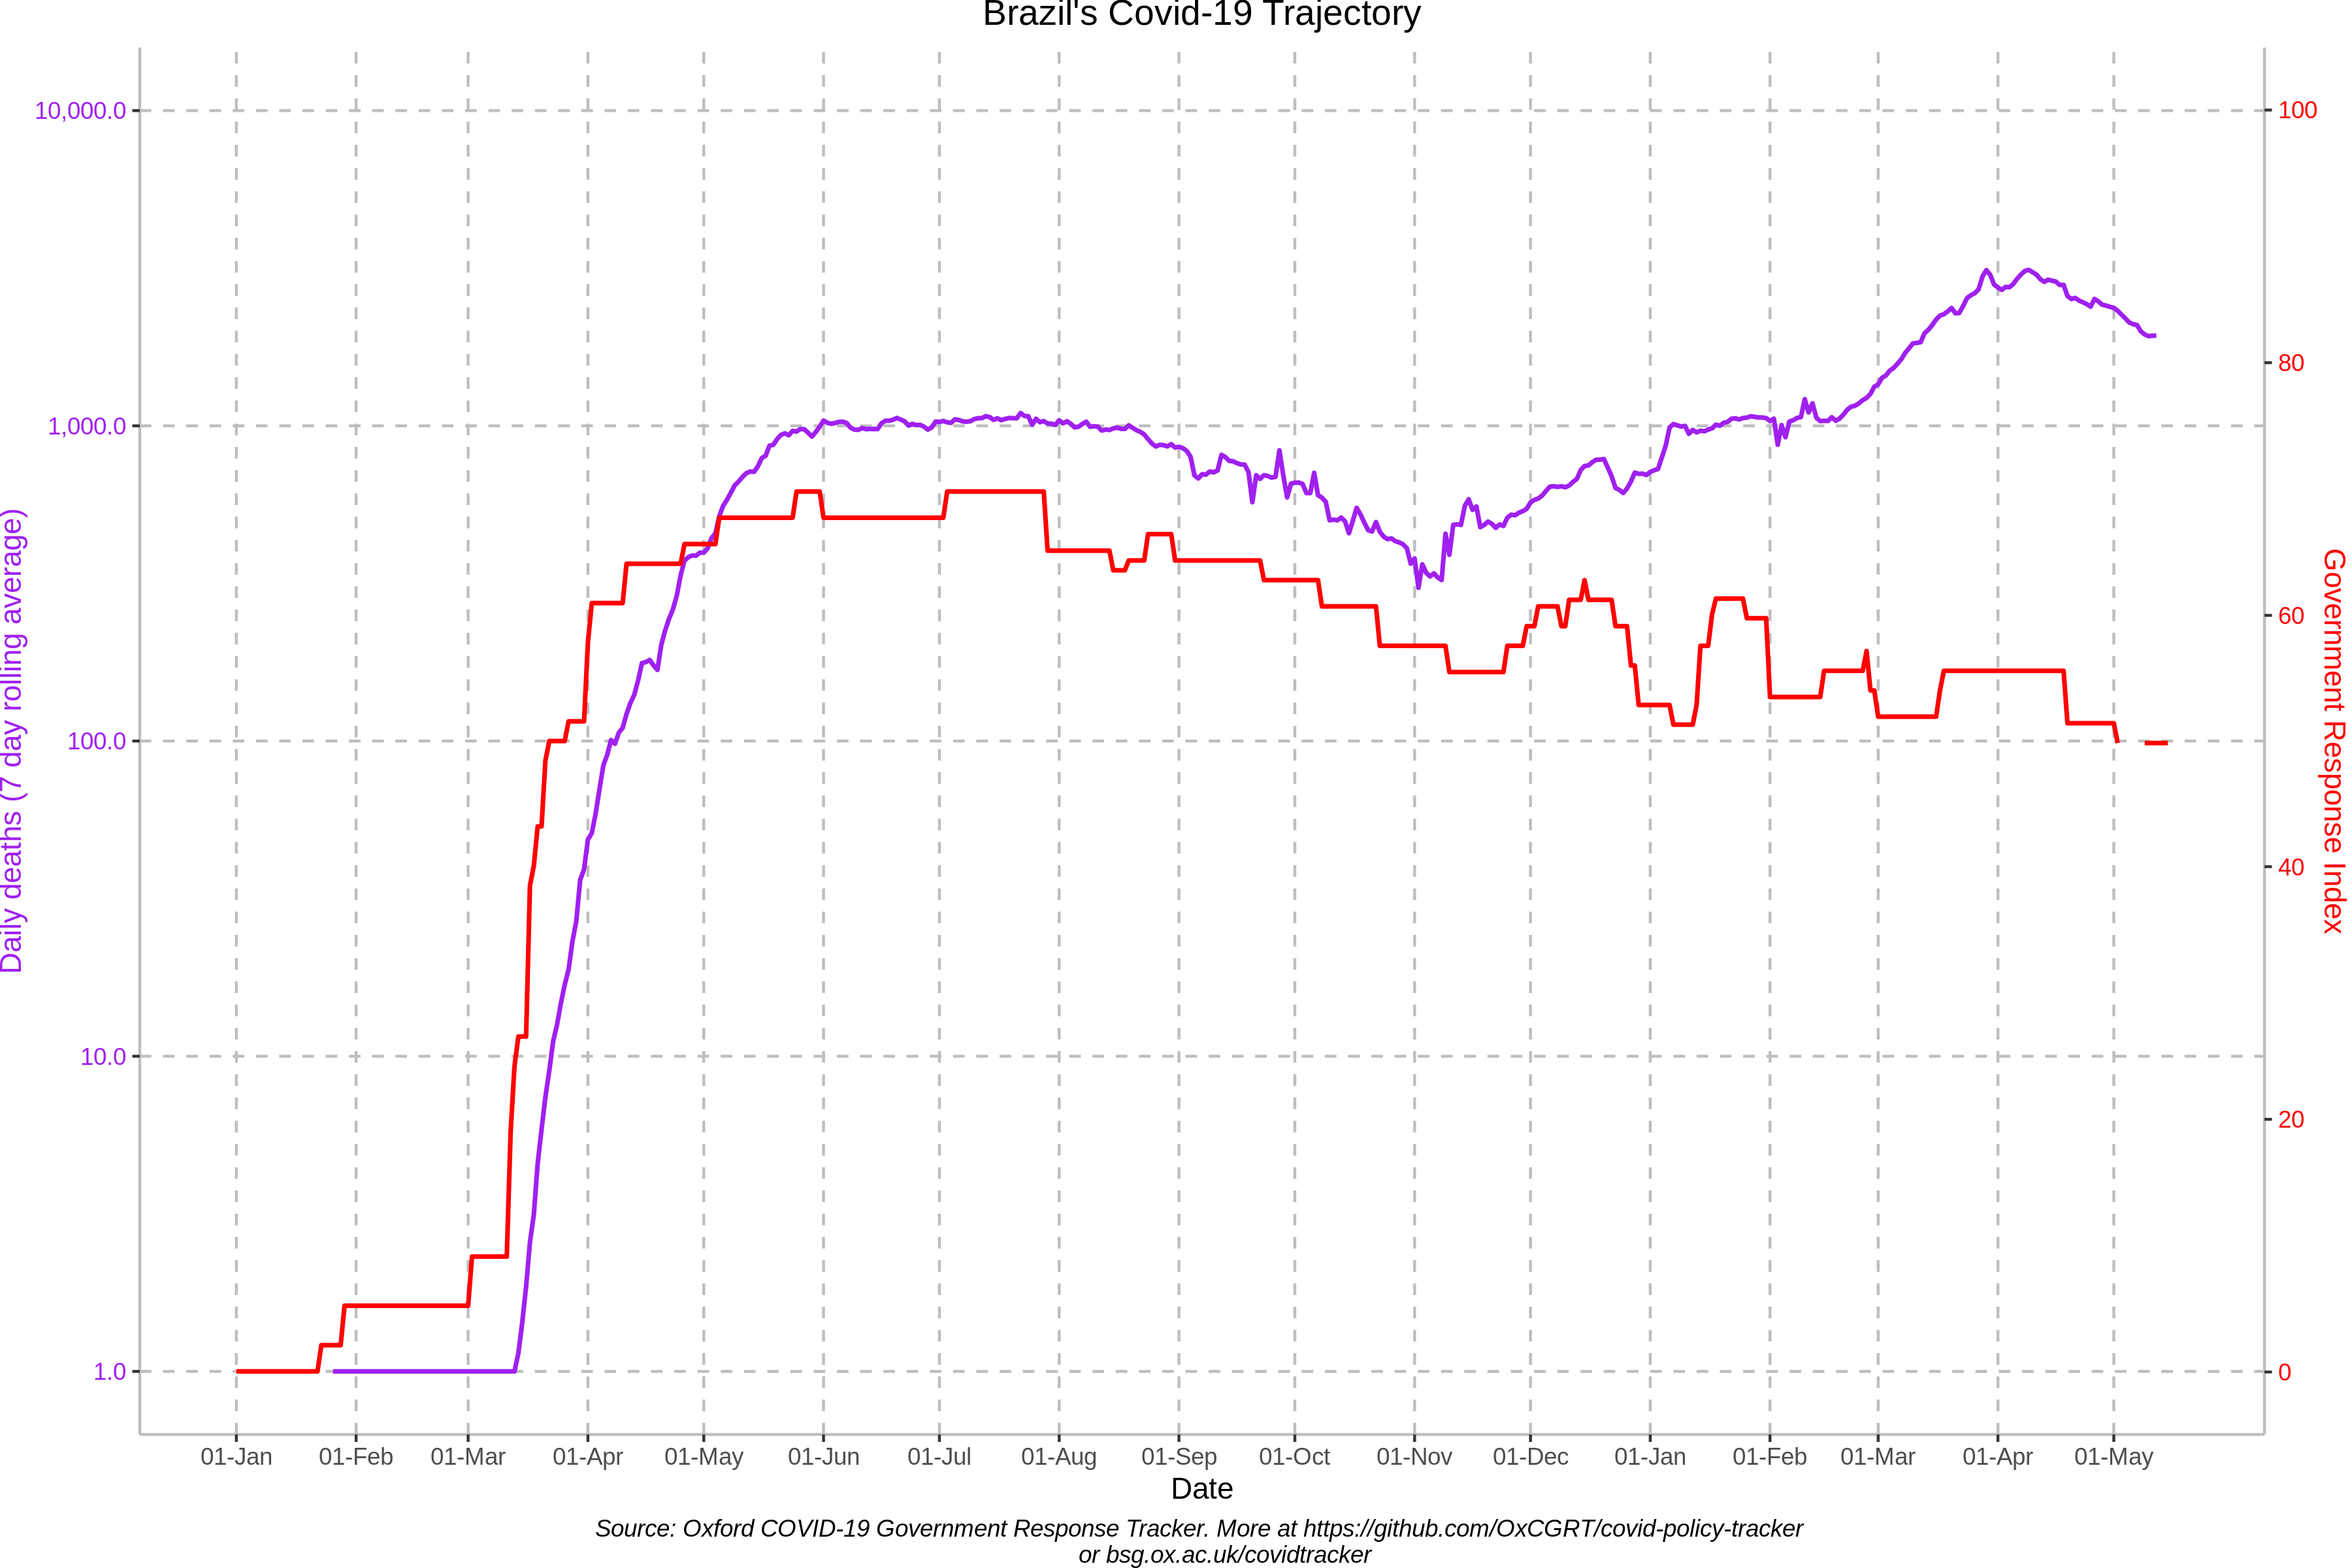 Brazil's Covid-19 Trajectory
10,000.0
1,000.0
100.0
10.0
1.0
Daily deaths (7 day rolling average)
100
80
60
40
20
0
Government Response Index
01-Jan
01-Feb
01-Mar
01-Apr
01-May
01-Jun
01-Jul
01-Aug
01-Sep
01-Oct
01-Nov
01-Dec
01-Jan
01-Feb
01-Mar
01-Apr
01-May
Date
Source: Oxford COVID-19 Government Response Tracker. More at https://github.com/OxCGRT/covid-policy-tracker
or bsg.ox.ac.uk/covidtracker